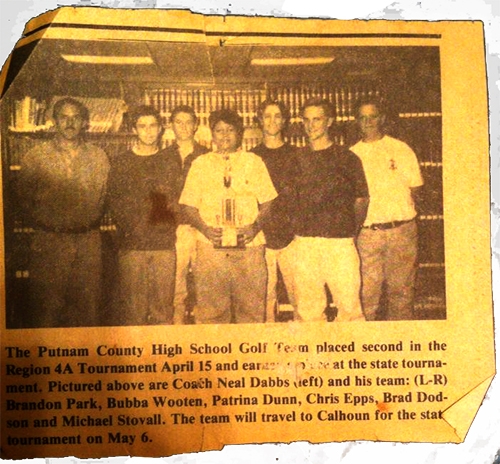 The Putnam County High School Golf Team placed second in the
Region 4A Tournament April 15 and at the state tourna-
ment. Pictured above are Coach Neal Dabbs (left) and his team: (L-R)
Brandon Park, Bubba Wooten, Patrina Dunn, Chris Epps, Brad Dod-
son and Michael Stovall. The team will travel to Calhoun for the stat
tournament on May 6.